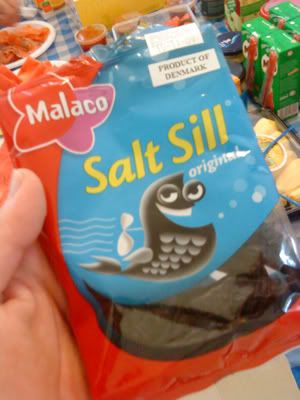 PRODUCT OF
DENMARK
Malaco
Salt Sill
original